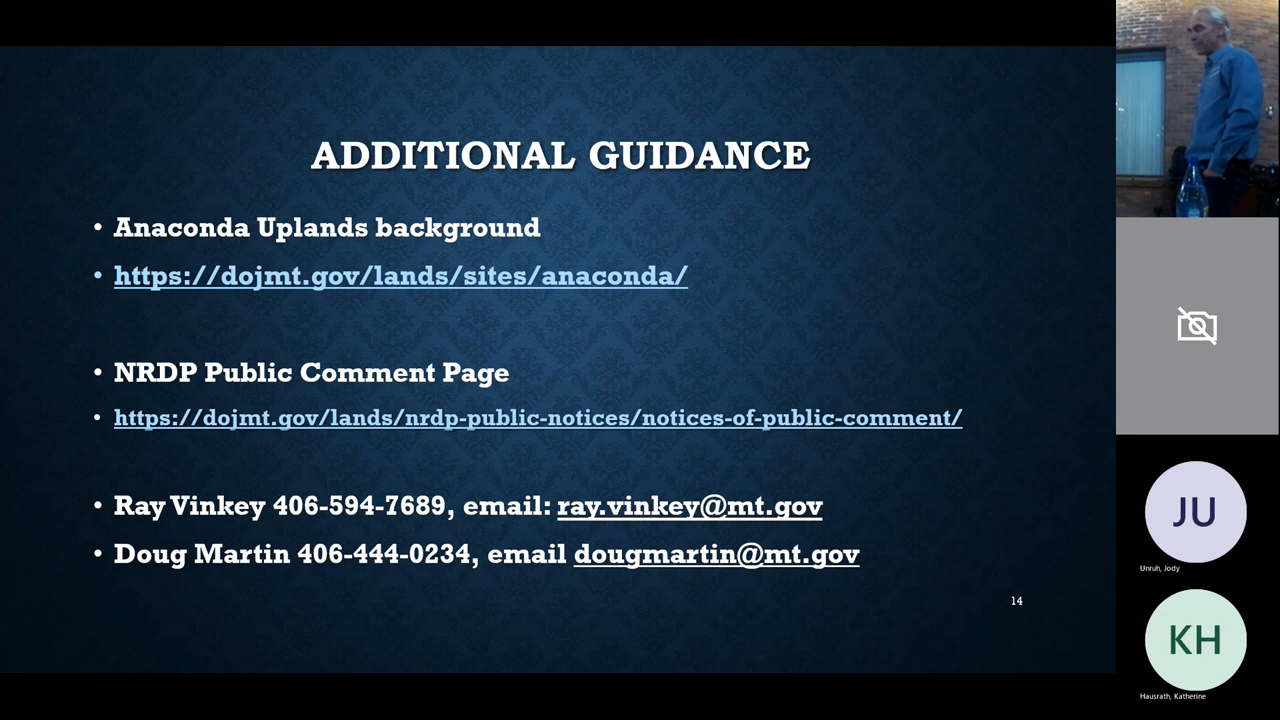 ADDITIONAL GUIDANCE
• Anaconda Uplands background
• https://dojmt.gov/lands/sites/anaconda/
• NRDP Public Comment Page
• https://dojmt.gov/lands/nrdp-public-notices/notices-of-public-comment/
• Ray Vinkey 406-594-7689, email: ray.vinkey@mt.gov
• Doug Martin 406-444-0234, email dougmartin@mt.gov
14
JU
Unruh, Jody
KH
Hausrath, Katherine